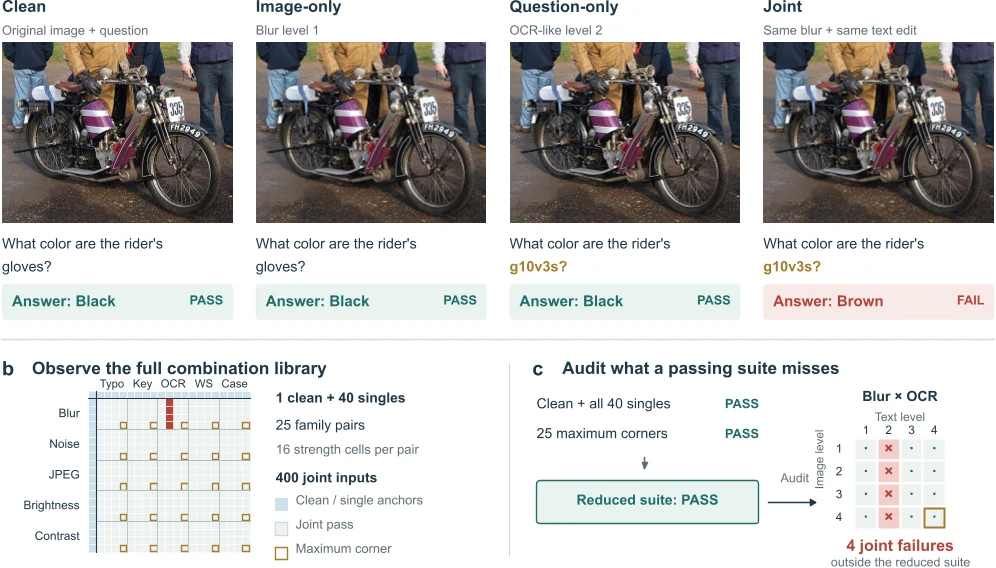 Clean
Original image + question
335
FH2949
What color are the rider's
gloves?
Answer: Black PASS
Image-only
Blur level 1
335
FH2949
What color are the rider's
gloves?
Answer: Black PASS
Question-only
OCR-like level 2
335
FH2949
What color are the rider's
g10v3s?
Answer: Black PASS
Joint
Same blur + same text edit
335
FH2949
What color are the rider's
g10v3s?
Answer: Brown FAIL
b Observe the full combination library
Typo Key OCR WS Case
Blur
Noise
JPEG
Brightness
Contrast
1 clean + 40 singles
25 family pairs
16 strength cells per pair
400 joint inputs
Clean / single anchors
Joint pass
Maximum corner
c Audit what a passing suite misses
Clean + all 40 singles PASS
25 maximum corners PASS
Reduced suite: PASS
Audit
Blur × OCR
Text level
1 2 3 4
Image level
1
2
3
4
4 joint failures
outside the reduced suite